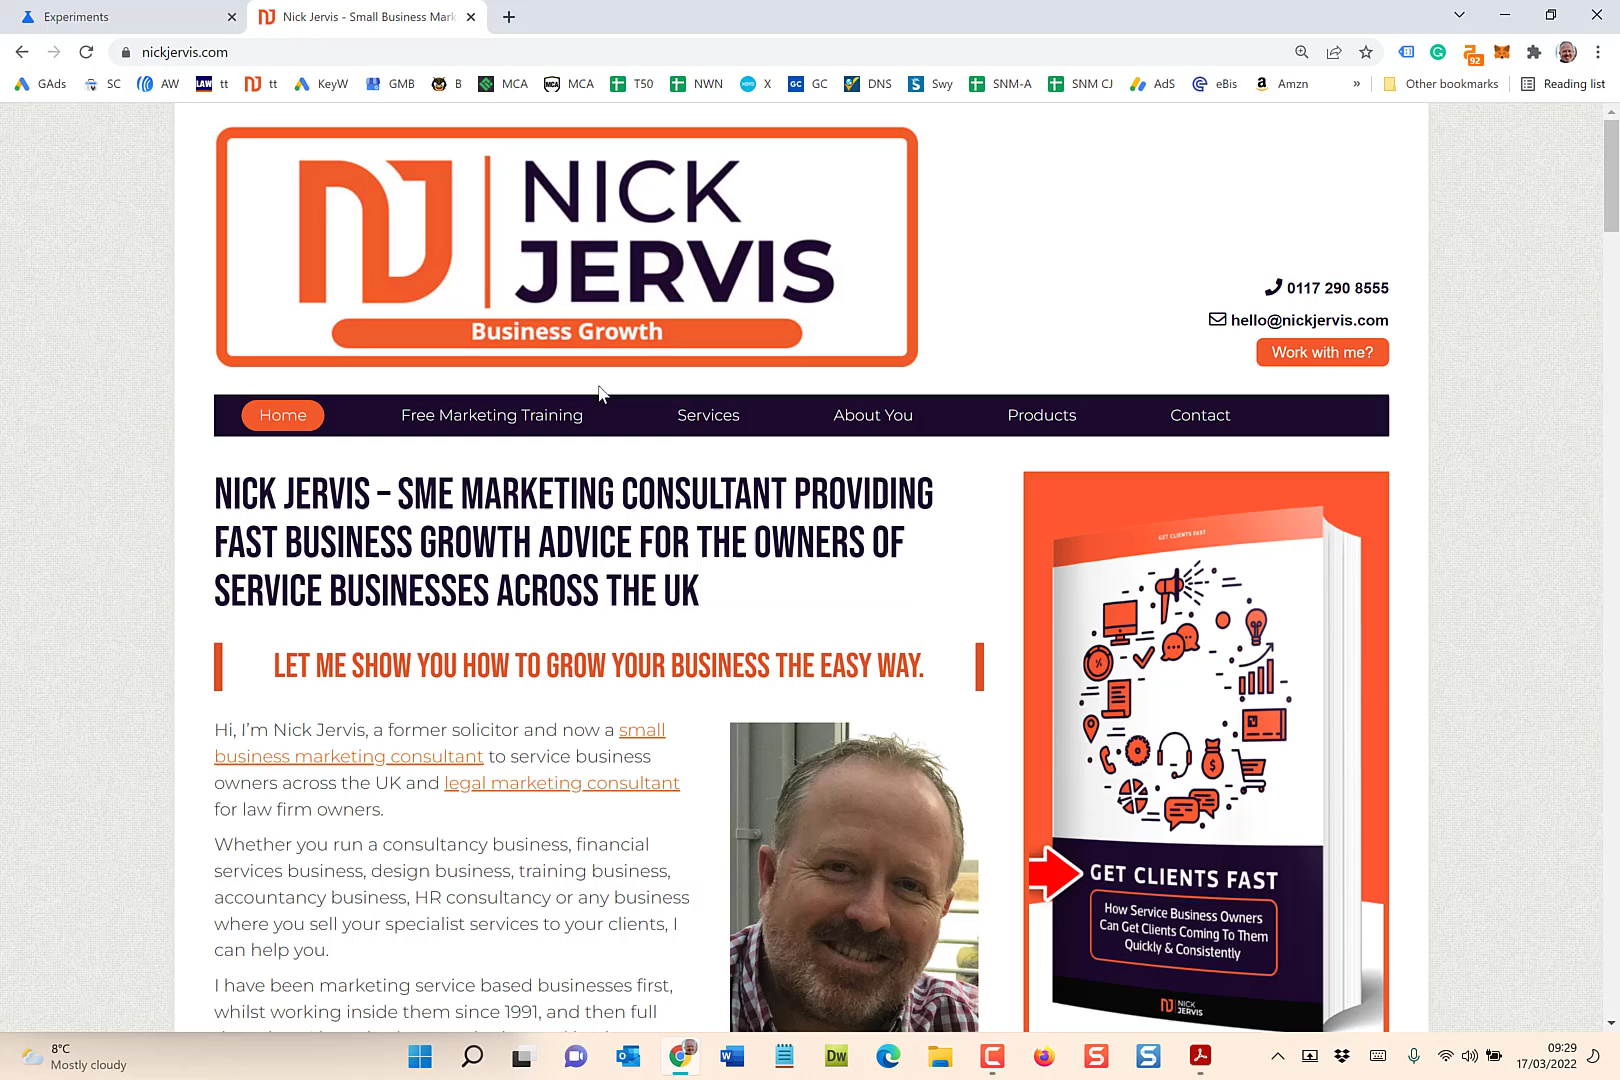 Experiments
Nick Jervis - Small Business Mark
nickjervis.com
92
GAds
SC
AW
LAW tt
tt
KeyW
GMB
B
MCA
MCA MCA
T50
NWN
X
GC GC
DNS
S Swy
SNM-A
SNM CJ
AdS
eBis
a Amzn
»
Other bookmarks
Reading list
NJ
NICK
JERVIS
Business Growth
0117 290 8555
hello@nickjervis.com
Work with me?
Home
Free Marketing Training
Services
About You
Products
Contact
NICK JERVIS – SME MARKETING CONSULTANT PROVIDING
FAST BUSINESS GROWTH ADVICE FOR THE OWNERS OF
SERVICE BUSINESSES ACROSS THE UK
LET ME SHOW YOU HOW TO GROW YOUR BUSINESS THE EASY WAY.
Hi, I’m Nick Jervis, a former solicitor and now a small
business marketing consultant to service business
owners across the UK and legal marketing consultant
for law firm owners.
Whether you run a consultancy business, financial
services business, design business, training business,
accountancy business, HR consultancy or any business
where you sell your specialist services to your clients, I
can help you.
I have been marketing service based businesses first,
whilst working inside them since 1991, and then full
GET CLIENTS FAST
GET CLIENTS FAST
How Service Business Owners
Can Get Clients Coming To Them
Quickly & Consistently
NJ NICK
JERVIS
8°C
Mostly cloudy
Dw
09:29
17/03/2022